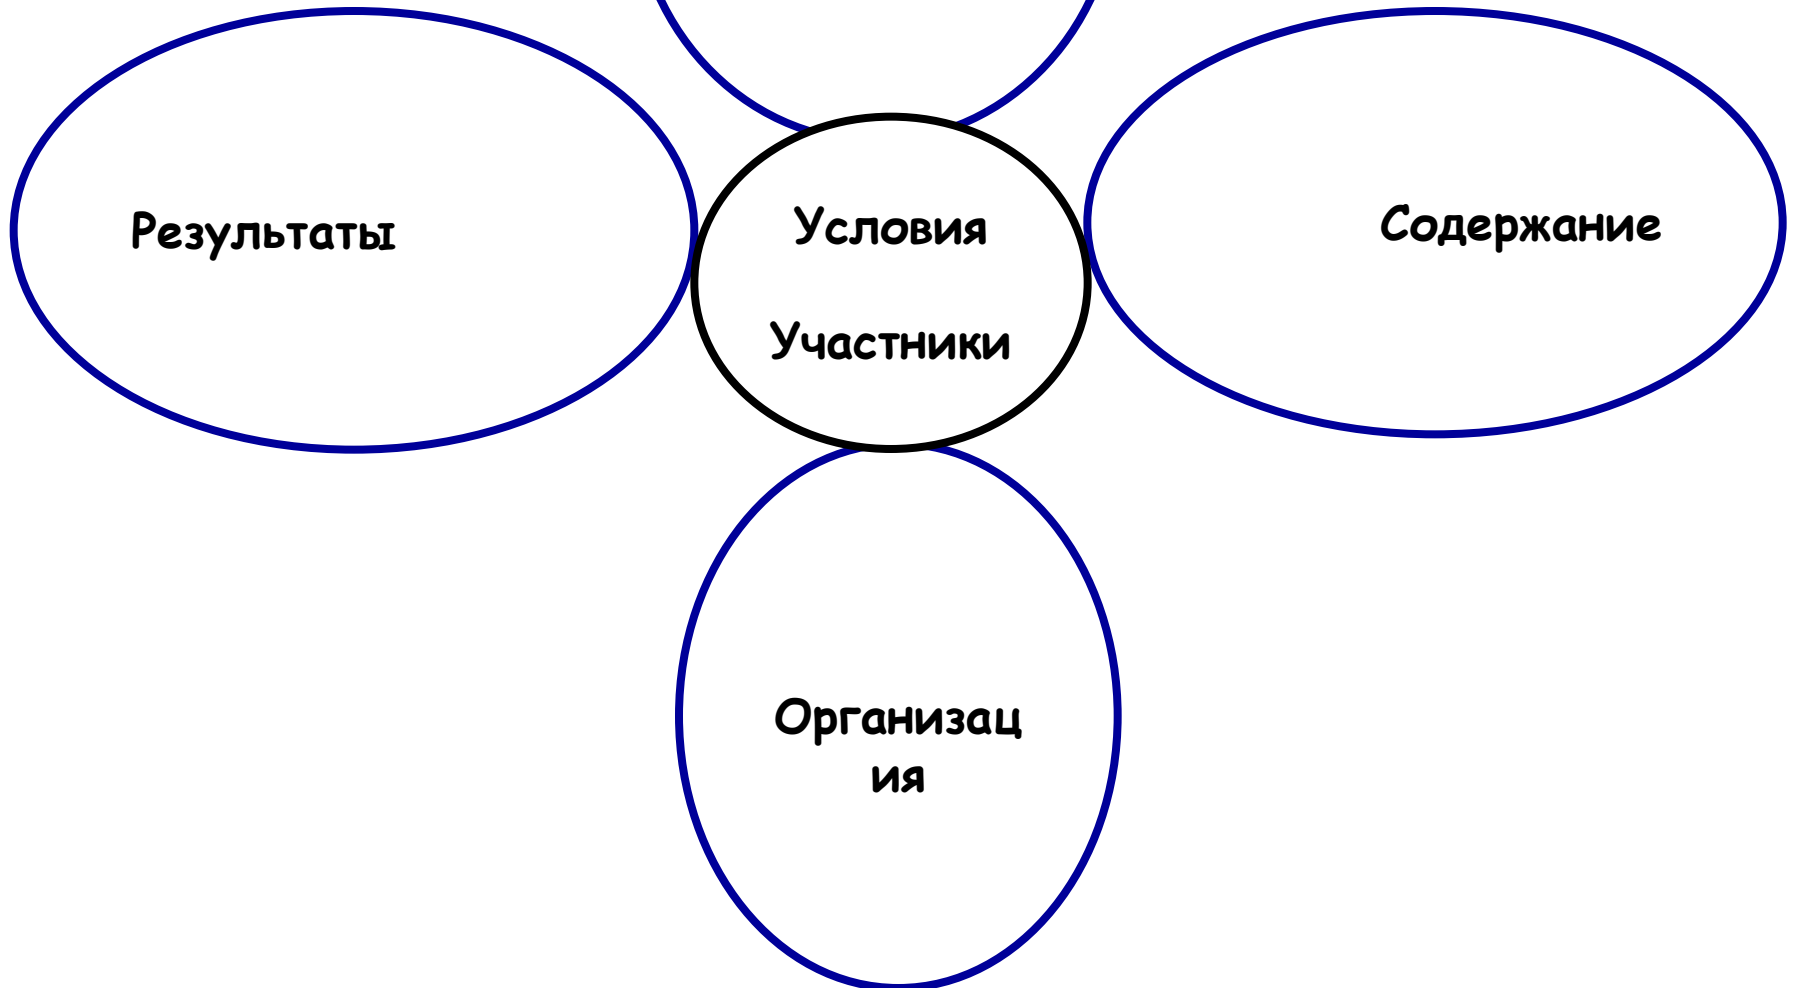 Результаты
Условия
Участники
Содержание
Организац
ия